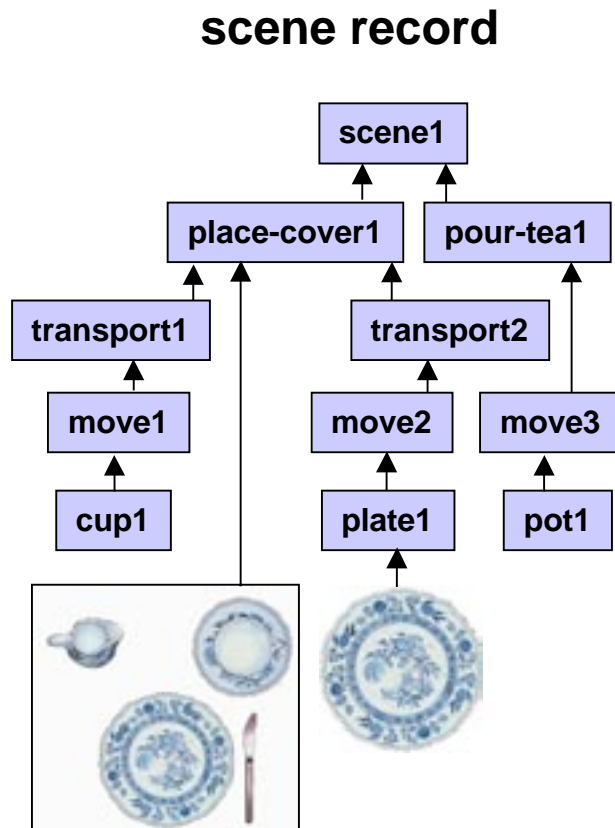 scene record
scene1
place-cover1
pour-tea1
transport1
transport2
move1
move2
move3
cup1
plate1
pot1